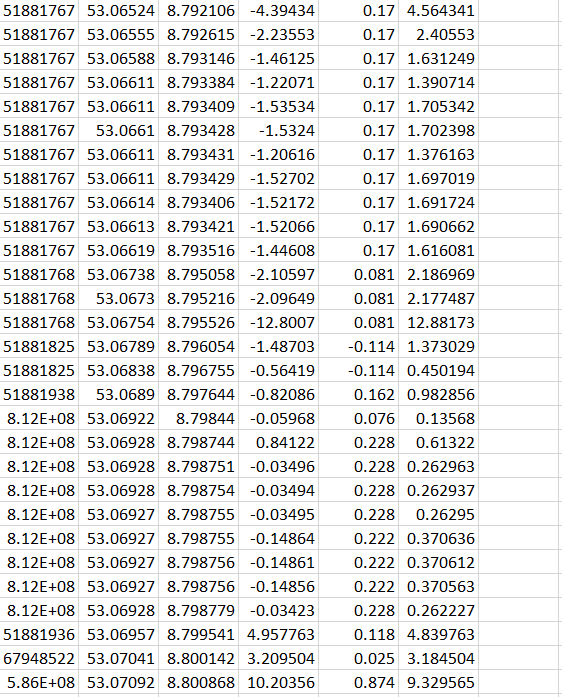 51881767 53.06524 8.792106 -4.39434 0.17 4.564341
51881767 53.06555 8.792615 -2.23553 0.17 2.40553
51881767 53.06588 8.793146 -1.46125 0.17 1.631249
51881767 53.06611 8.793384 -1.22071 0.17 1.390714
51881767 53.06611 8.793409 -1.53534 0.17 1.705342
51881767 53.0661 8.793428 -1.5324 0.17 1.702398
51881767 53.06611 8.793431 -1.20616 0.17 1.376163
51881767 53.06611 8.793429 -1.52702 0.17 1.697019
51881767 53.06614 8.793406 -1.52172 0.17 1.691724
51881767 53.06613 8.793421 -1.52066 0.17 1.690662
51881767 53.06619 8.793516 -1.44608 0.17 1.616081
51881768 53.06738 8.795058 -2.10597 0.081 2.186969
51881768 53.0673 8.795216 -2.09649 0.081 2.177487
51881768 53.06754 8.795526 -12.8007 0.081 12.88173
51881825 53.06789 8.796054 -1.48703 -0.114 1.373029
51881825 53.06838 8.796755 -0.56419 -0.114 0.450194
51881938 53.0689 8.797644 -0.82086 0.162 0.982856
8.12E+08 53.06922 8.79844 -0.05968 0.076 0.13568
8.12E+08 53.06928 8.798744 0.84122 0.228 0.61322
8.12E+08 53.06928 8.798751 -0.03496 0.228 0.262963
8.12E+08 53.06928 8.798754 -0.03494 0.228 0.262937
8.12E+08 53.06927 8.798755 -0.03495 0.228 0.26295
8.12E+08 53.06927 8.798755 -0.14864 0.222 0.370636
8.12E+08 53.06927 8.798756 -0.14861 0.222 0.370612
8.12E+08 53.06927 8.798756 -0.14856 0.222 0.370563
8.12E+08 53.06928 8.798779 -0.03423 0.228 0.262227
51881936 53.06957 8.799541 4.957763 0.118 4.839763
67948522 53.07041 8.800142 3.209504 0.025 3.184504
5.86E+08 53.07092 8.800868 10.20356 0.874 9.329565